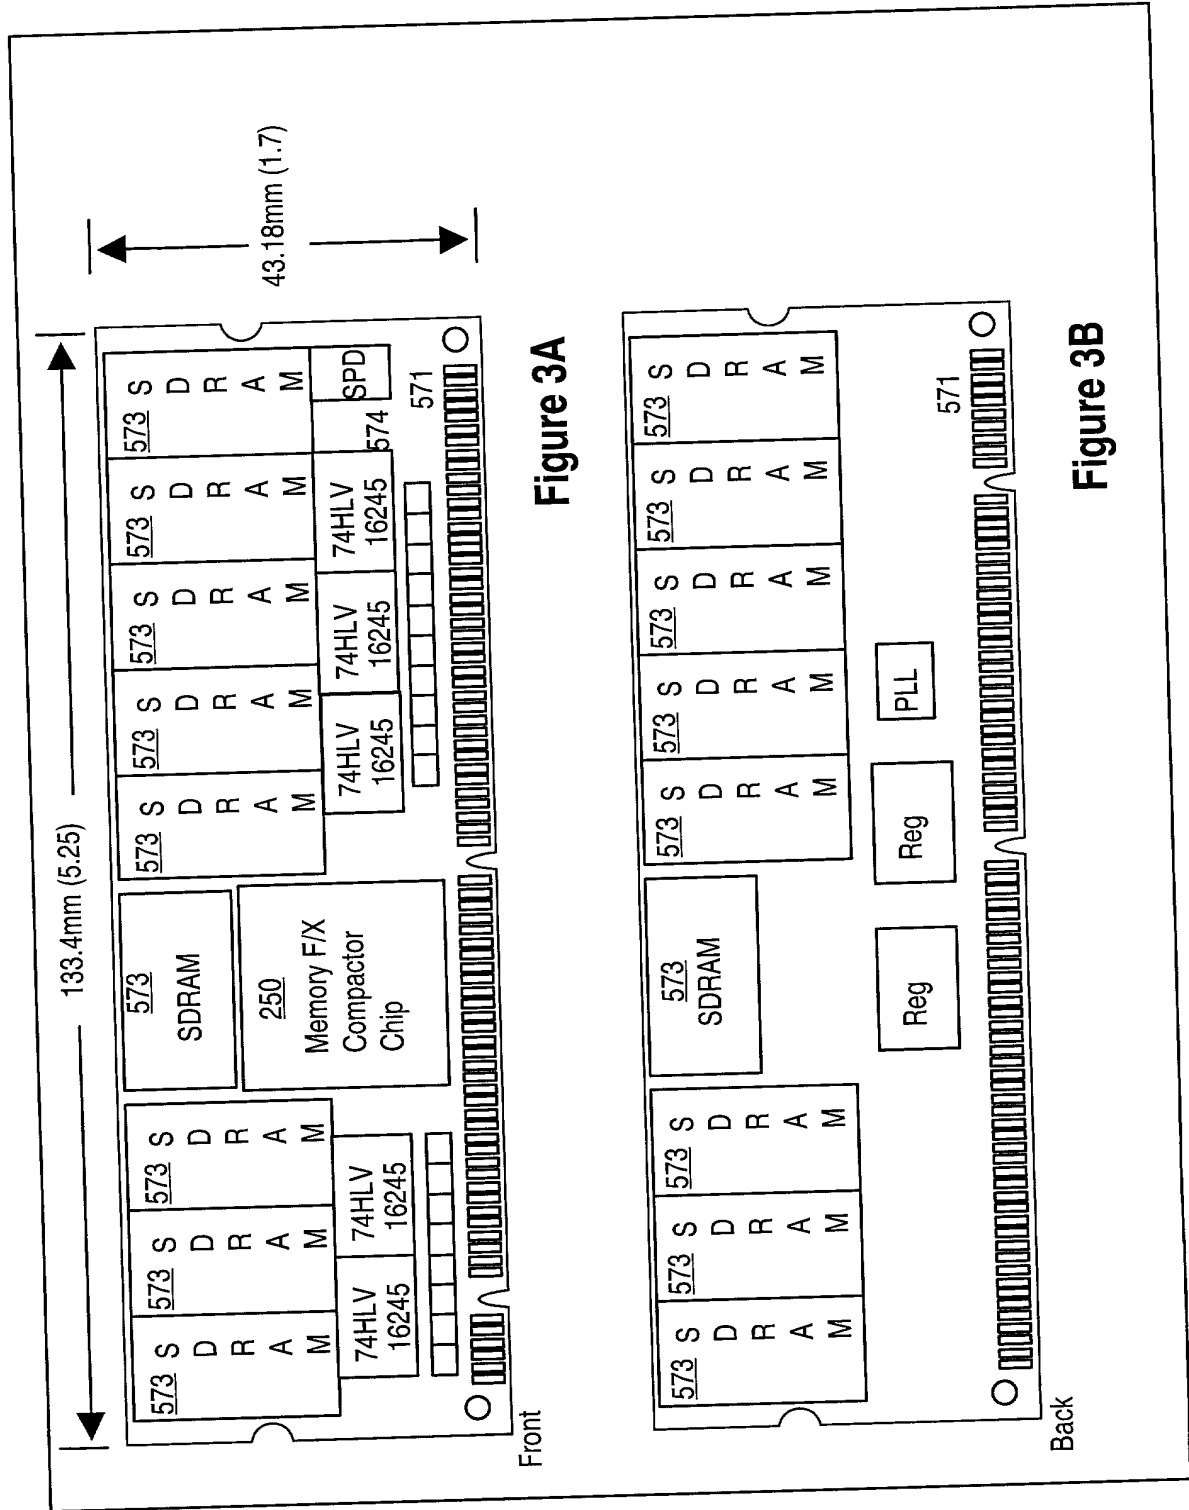 133.4mm (5.25)
43.18mm (1.7)
573 S D R A M
573 S D R A M
573 S D R A M
573
SDRAM
573 S D R A M
573 S D R A M
573 S D R A M
573 S D R A M
573 S D R A M
250
Memory F/X
Compactor
Chip
74HLV
16245
74HLV
16245
74HLV
16245
74HLV
16245
74HLV
16245
574
SPD
571
Front
Figure 3A
573 S D R A M
573 S D R A M
573 S D R A M
573
SDRAM
573 S D R A M
573 S D R A M
573 S D R A M
573 S D R A M
573 S D R A M
Reg
Reg
PLL
571
Back
Figure 3B